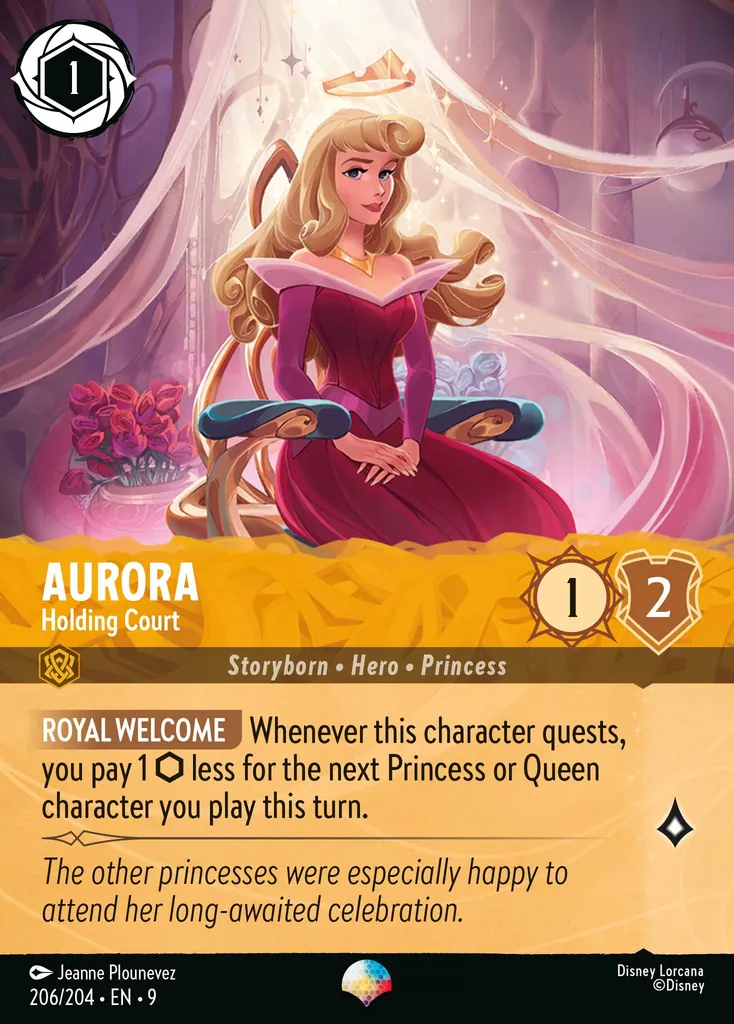 1
AURORA
Holding Court
1
2
Storyborn • Hero • Princess
ROYAL WELCOME Whenever this character quests,
you pay 1 ⬡ less for the next Princess or Queen
character you play this turn.
The other princesses were especially happy to
attend her long-awaited celebration.
Jeanne Plounevez
206/204 • EN • 9
Disney Lorcana
©Disney